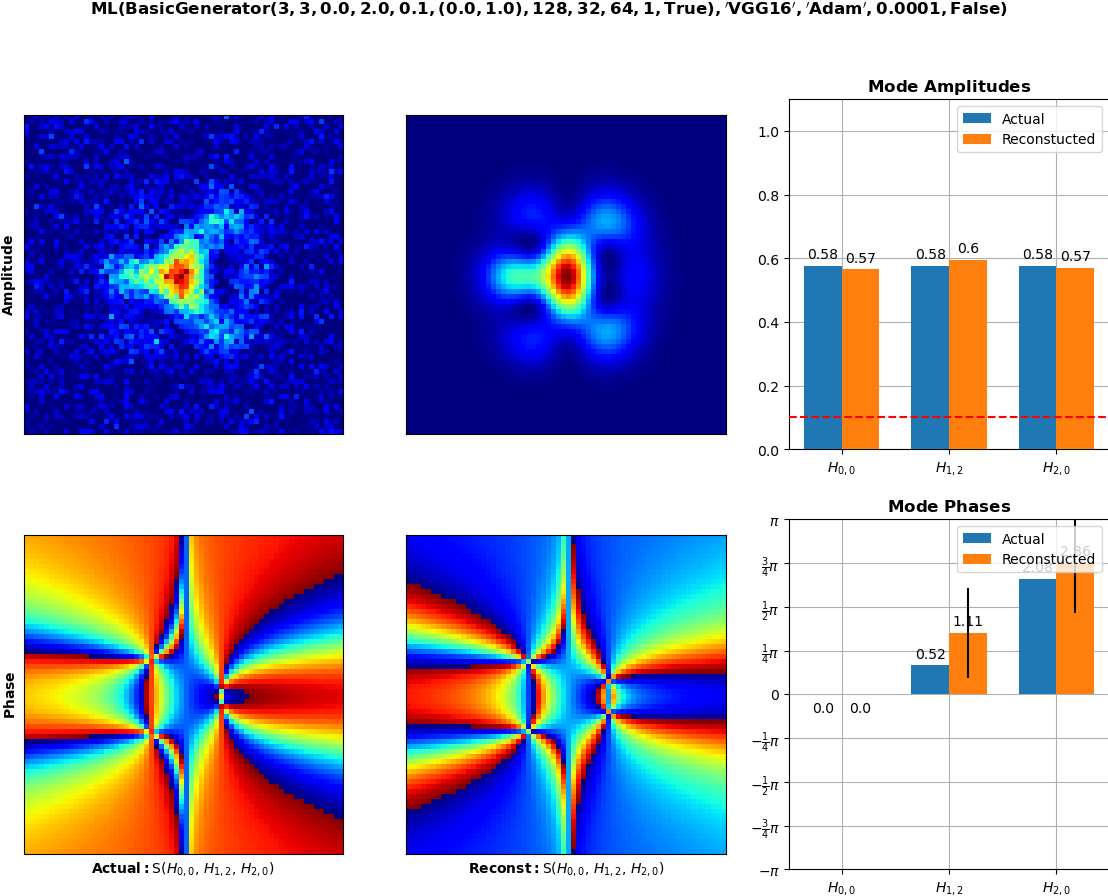 ML(BasicGenerator(3, 3, 0.0, 2.0, 0.1, (0.0, 1.0), 128, 32, 64, 1, True), ′VGG16′, ′Adam′, 0.0001, False)
Amplitude
Mode Amplitudes
Actual
Reconstucted
1.0
0.8
0.6
0.4
0.2
0.0
0.58
0.57
0.58
0.6
0.58
0.57
H0,0
H1,2
H2,0
Phase
Actual: S(H0,0, H1,2, H2,0)
Reconst: S(H0,0, H1,2, H2,0)
Mode Phases
Actual
Reconstucted
π
3/4π
1/2π
1/4π
0
−1/4π
−1/2π
−3/4π
−π
0.0
0.0
0.52
1.11
2.08
2.36
H0,0
H1,2
H2,0